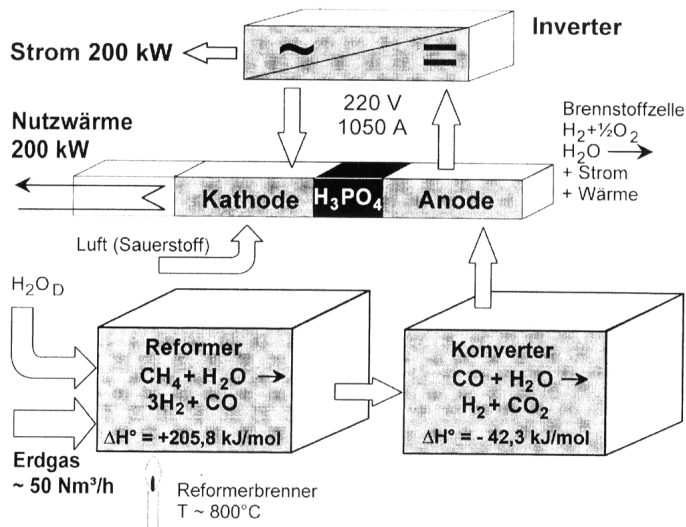 Inverter
Strom 200 kW
~ =
220 V
1050 A
Nutzwärme
200 kW
Brennstoffzelle
H₂+½O₂
H₂O →
+ Strom
+ Wärme
Kathode H₃PO₄ Anode
Luft (Sauerstoff)
H₂O_D
Reformer
CH₄ + H₂O →
3H₂ + CO
ΔH° = +205,8 kJ/mol
Konverter
CO + H₂O →
H₂ + CO₂
ΔH° = - 42,3 kJ/mol
Erdgas
~ 50 Nm³/h
Reformerbrenner
T ~ 800°C